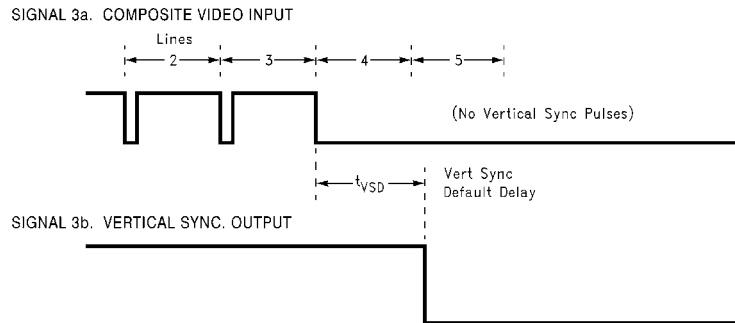 SIGNAL 3a. COMPOSITE VIDEO INPUT
Lines
2 3 4 5
(No Vertical Sync Pulses)
tVSD
Vert Sync
Default Delay
SIGNAL 3b. VERTICAL SYNC. OUTPUT